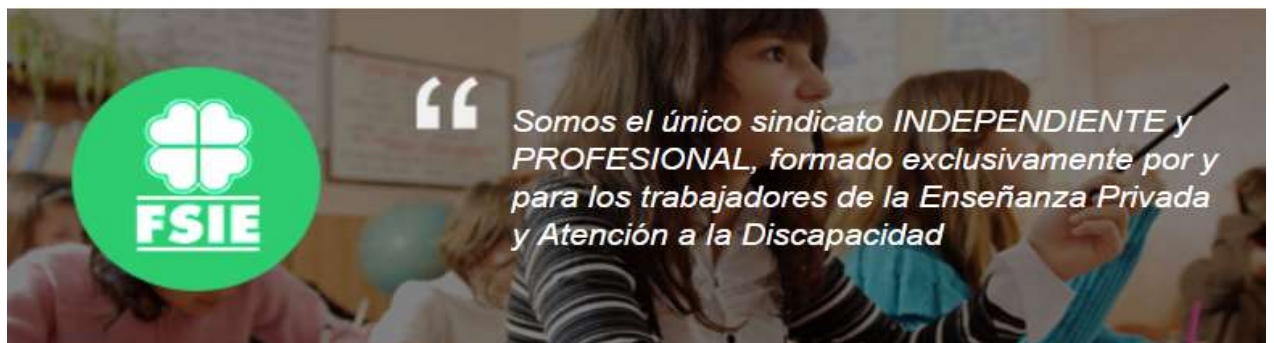 FSIE
“
Somos el único sindicato INDEPENDIENTE y
PROFESIONAL, formado exclusivamente por y
para los trabajadores de la Enseñanza Privada
y Atención a la Discapacidad